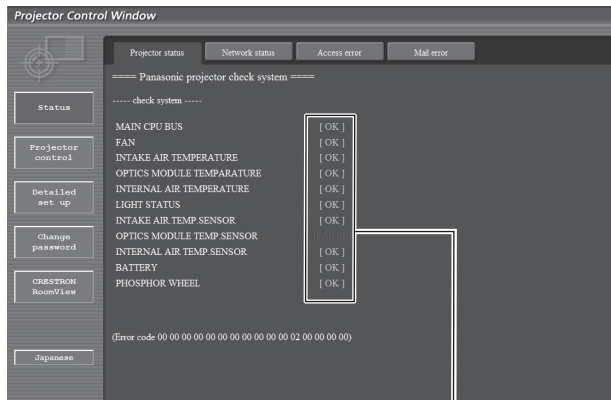 Projector Control Window
Projector status Network status Access error Mail error
==== Panasonic projector check system ====
----- check system -----
MAIN CPU BUS [ OK ]
FAN [ OK ]
INTAKE AIR TEMPERATURE [ OK ]
OPTICS MODULE TEMPARATURE [ OK ]
INTERNAL AIR TEMPERATURE [ OK ]
LIGHT STATUS [ OK ]
INTAKE AIR.TEMP.SENSOR [ OK ]
OPTICS MODULE TEMP.SENSOR
INTERNAL AIR TEMP.SENSOR [ OK ]
BATTERY [ OK ]
PHOSPHOR WHEEL [ OK ]
(Error code 00 00 00 00 00 00 00 00 00 00 00 02 00 00 00 00)
Status
Projector
control
Detailed
set up
Change
password
CRESTRON
RoomView
Japanese